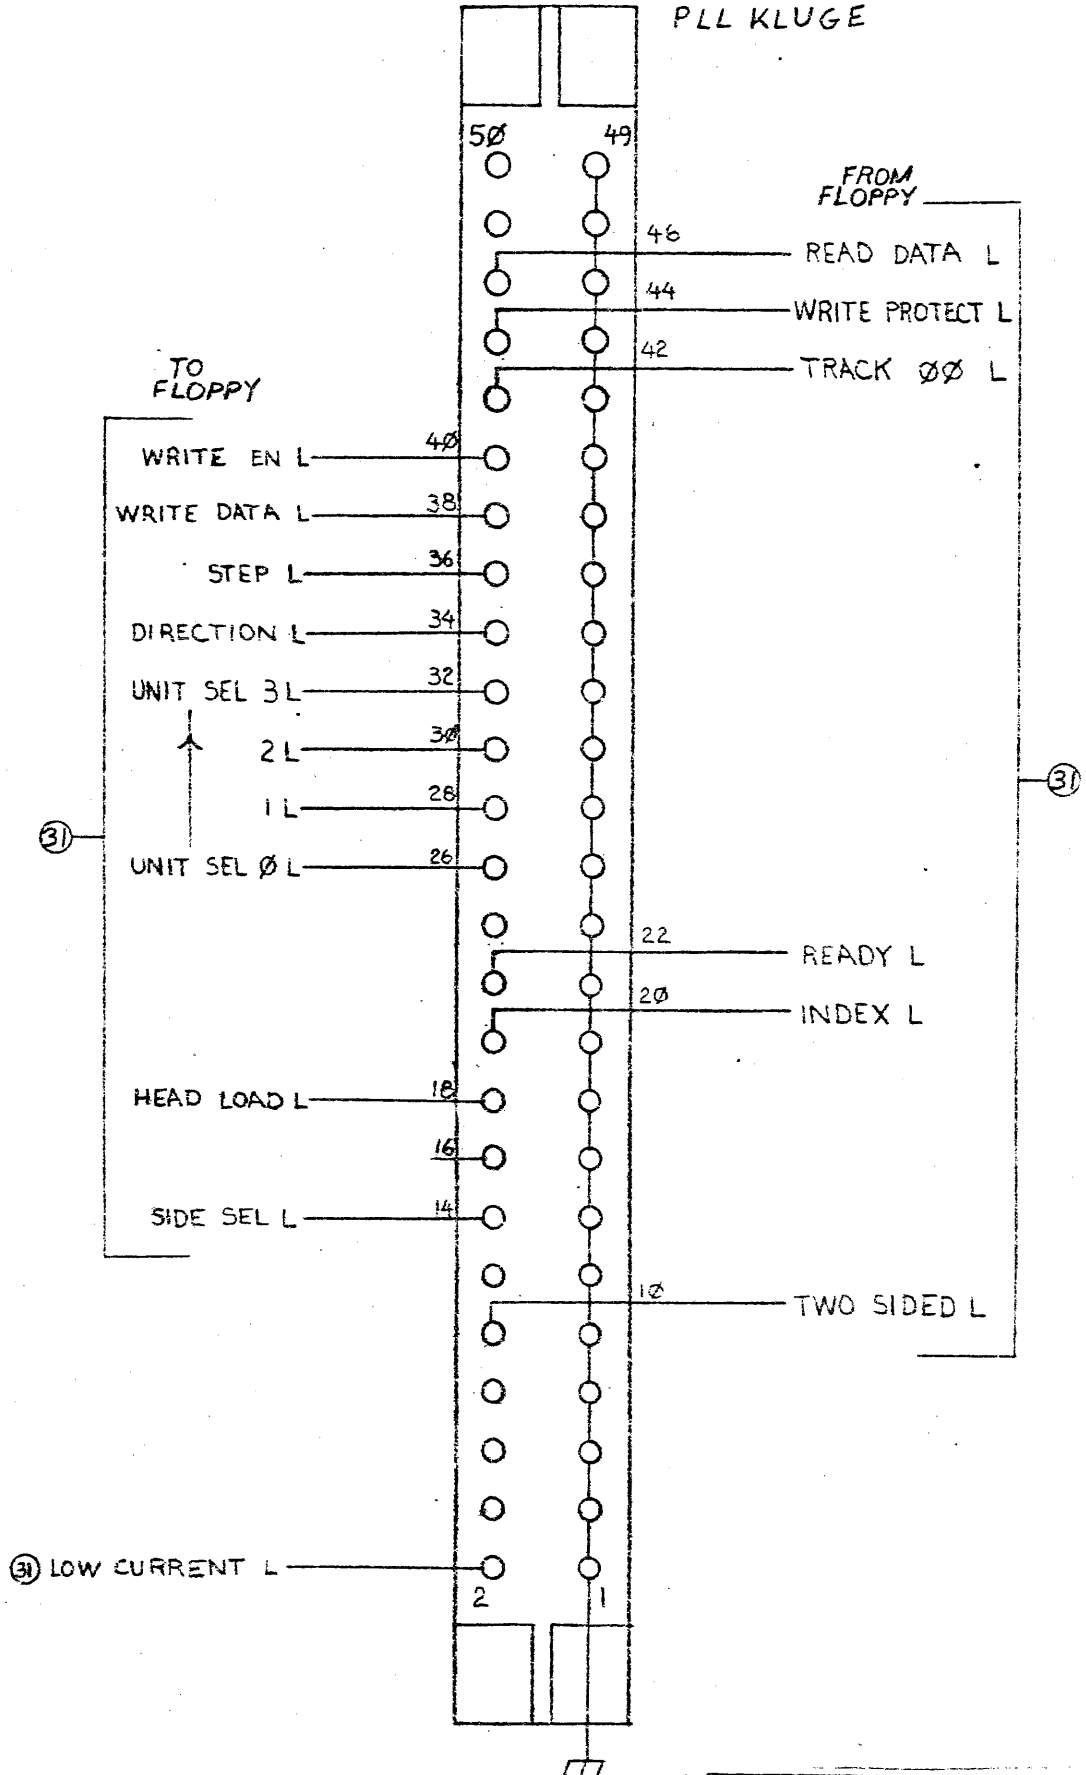 PLL KLUGE
5Ø 49
FROM
FLOPPY
46
READ DATA L
44
WRITE PROTECT L
42
TRACK ØØ L
TO
FLOPPY
WRITE EN L 4Ø
WRITE DATA L 38
STEP L 36
DIRECTION L 34
UNIT SEL 3 L 32
2 L 3Ø
1 L 28
UNIT SEL Ø L 26
31
31
22
READY L
2Ø
INDEX L
HEAD LOAD L 18
16
SIDE SEL L 14
1Ø
TWO SIDED L
31 LOW CURRENT L
2 1